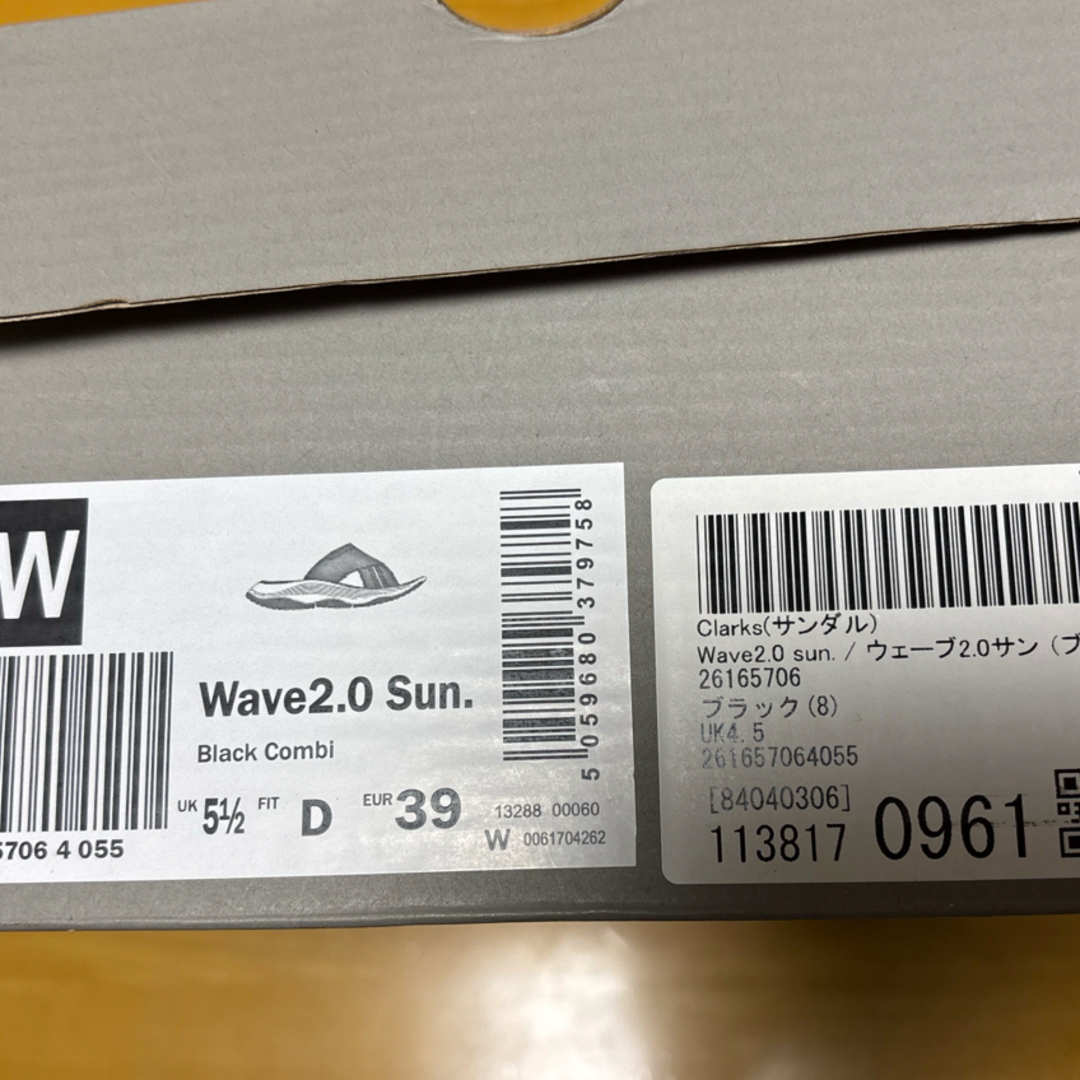 W
5706 4 055
Wave2.0 Sun.
Black Combi
UK 5½ FIT D EUR 39
5 059680 379758
13288 00060
W 0061704262
Clarks(サンダル)
Wave2.0 sun. / ウェーブ2.0サン（ブ
26165706
ブラック(8)
UK4.5
261657064055
[84040306]
113817 0961